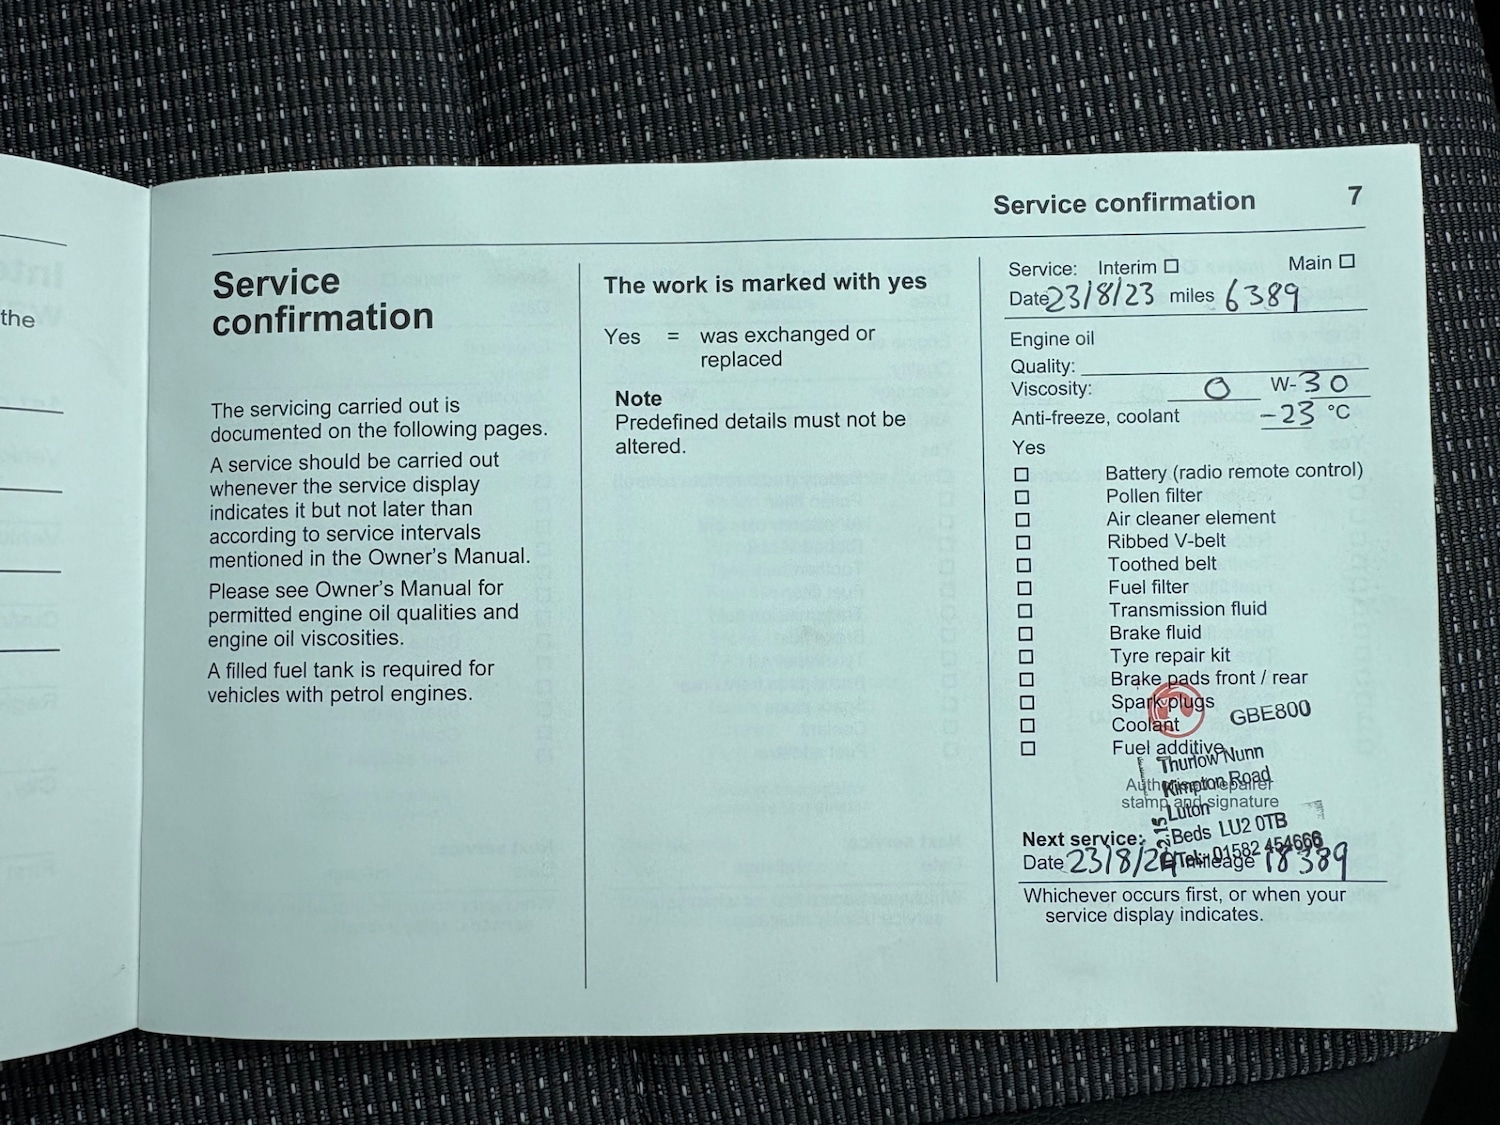 the
Service confirmation 7
Service
confirmation
The servicing carried out is
documented on the following pages.
A service should be carried out
whenever the service display
indicates it but not later than
according to service intervals
mentioned in the Owner's Manual.
Please see Owner's Manual for
permitted engine oil qualities and
engine oil viscosities.
A filled fuel tank is required for
vehicles with petrol engines.
The work is marked with yes
Yes = was exchanged or
replaced
Note
Predefined details must not be
altered.
Service: Interim ☐ Main ☐
Date 23/8/23 miles 6389
Engine oil
Quality:
Viscosity: 0 W-30
Anti-freeze, coolant -23 °C
Yes
☐ Battery (radio remote control)
☐ Pollen filter
☐ Air cleaner element
☐ Ribbed V-belt
☐ Toothed belt
☐ Fuel filter
☐ Transmission fluid
☐ Brake fluid
☐ Tyre repair kit
☐ Brake pads front / rear
☐ Spark plugs
☐ Coolant
GBE800
☐ Fuel additive
Thurlow Nunn
Kimpton Road
Luton
Beds LU2 0TB
Tel:- 01582 454666
Authorised repairer
stamp and signature
Next service:
Date 23/8/24 mileage 18389
Whichever occurs first, or when your
service display indicates.